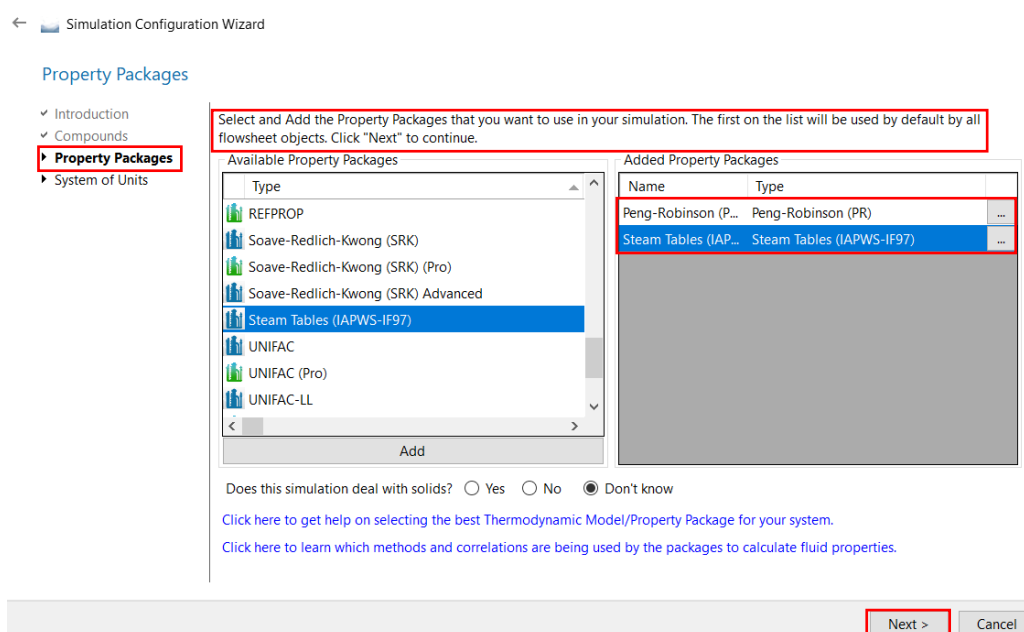 Simulation Configuration Wizard
Property Packages
Introduction
Compounds
Property Packages
System of Units
Select and Add the Property Packages that you want to use in your simulation. The first on the list will be used by default by all
flowsheet objects. Click "Next" to continue.
Available Property Packages
Type
REFPROP
Soave-Redlich-Kwong (SRK)
Soave-Redlich-Kwong (SRK) (Pro)
Soave-Redlich-Kwong (SRK) Advanced
Steam Tables (IAPWS-IF97)
UNIFAC
UNIFAC (Pro)
UNIFAC-LL
Add
Added Property Packages
Name Type
Peng-Robinson (P... Peng-Robinson (PR) ...
Steam Tables (IAP... Steam Tables (IAPWS-IF97) ...
Does this simulation deal with solids? Yes No Don't know
Click here to get help on selecting the best Thermodynamic Model/Property Package for your system.
Click here to learn which methods and correlations are being used by the packages to calculate fluid properties.
Next > Cancel